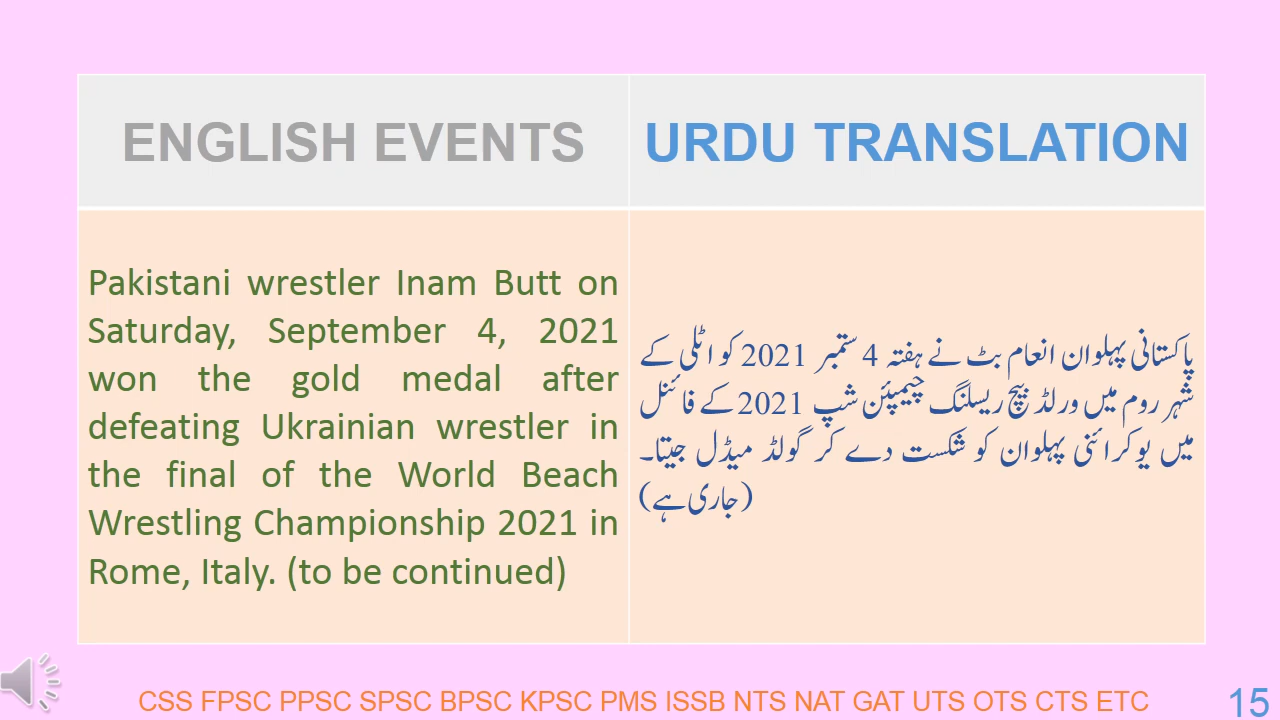 ENGLISH EVENTS
URDU TRANSLATION
Pakistani wrestler Inam Butt on
Saturday, September 4, 2021
won the gold medal after
defeating Ukrainian wrestler in
the final of the World Beach
Wrestling Championship 2021 in
Rome, Italy. (to be continued)
پاکستانی پہلوان انعام بٹ نے ہفتہ 4 ستمبر 2021 کو اٹلی کے
شہر روم میں ورلڈ بیچ ریسلنگ چیمپئن شپ 2021 کے فائنل
میں یوکرائنی پہلوان کو شکست دے کر گولڈ میڈل جیتا۔
(جاری ہے)
CSS FPSC PPSC SPSC BPSC KPSC PMS ISSB NTS NAT GAT UTS OTS CTS ETC
15